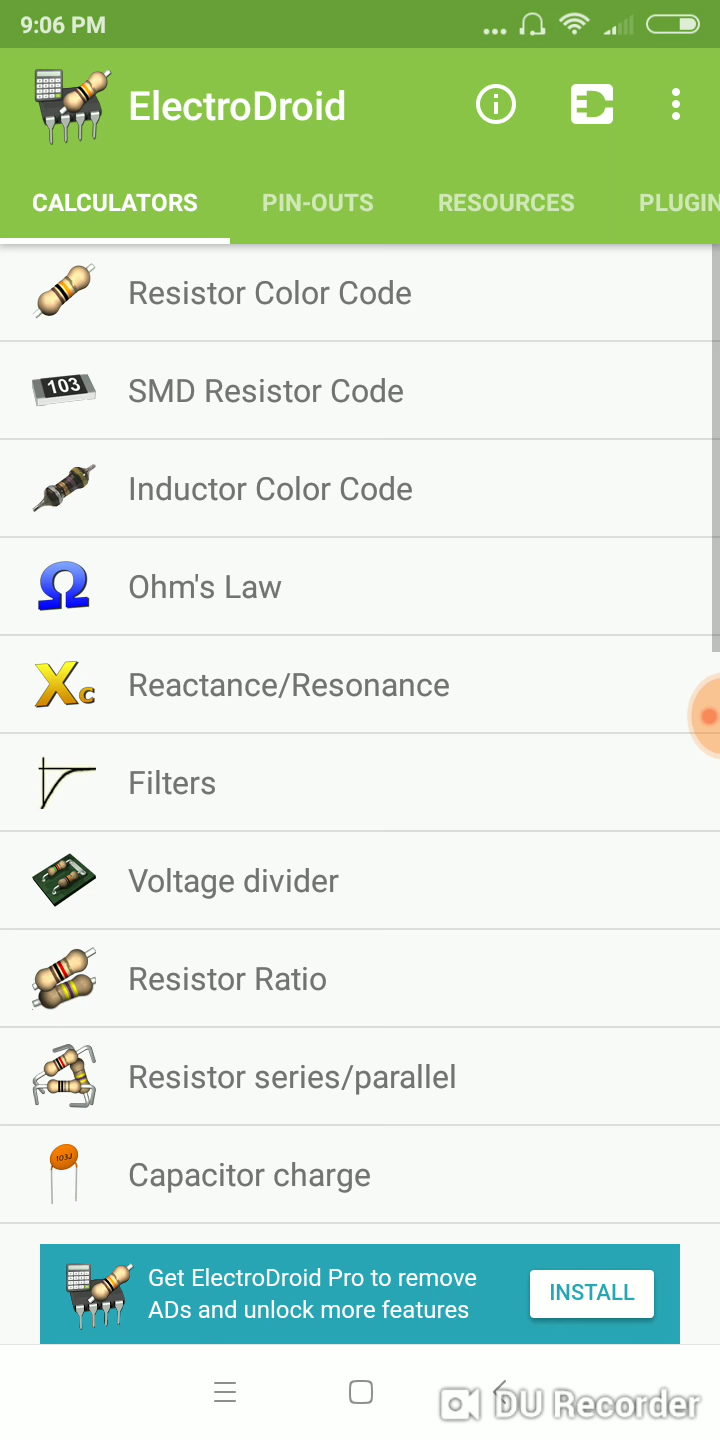 9:06 PM
ElectroDroid
CALCULATORS PIN-OUTS RESOURCES PLUGIN
Resistor Color Code
103
SMD Resistor Code
Inductor Color Code
Ω
Ohm's Law
Xc
Reactance/Resonance
Filters
Voltage divider
Resistor Ratio
Resistor series/parallel
103J
Capacitor charge
Get ElectroDroid Pro to remove
ADs and unlock more features
INSTALL
DU Recorder